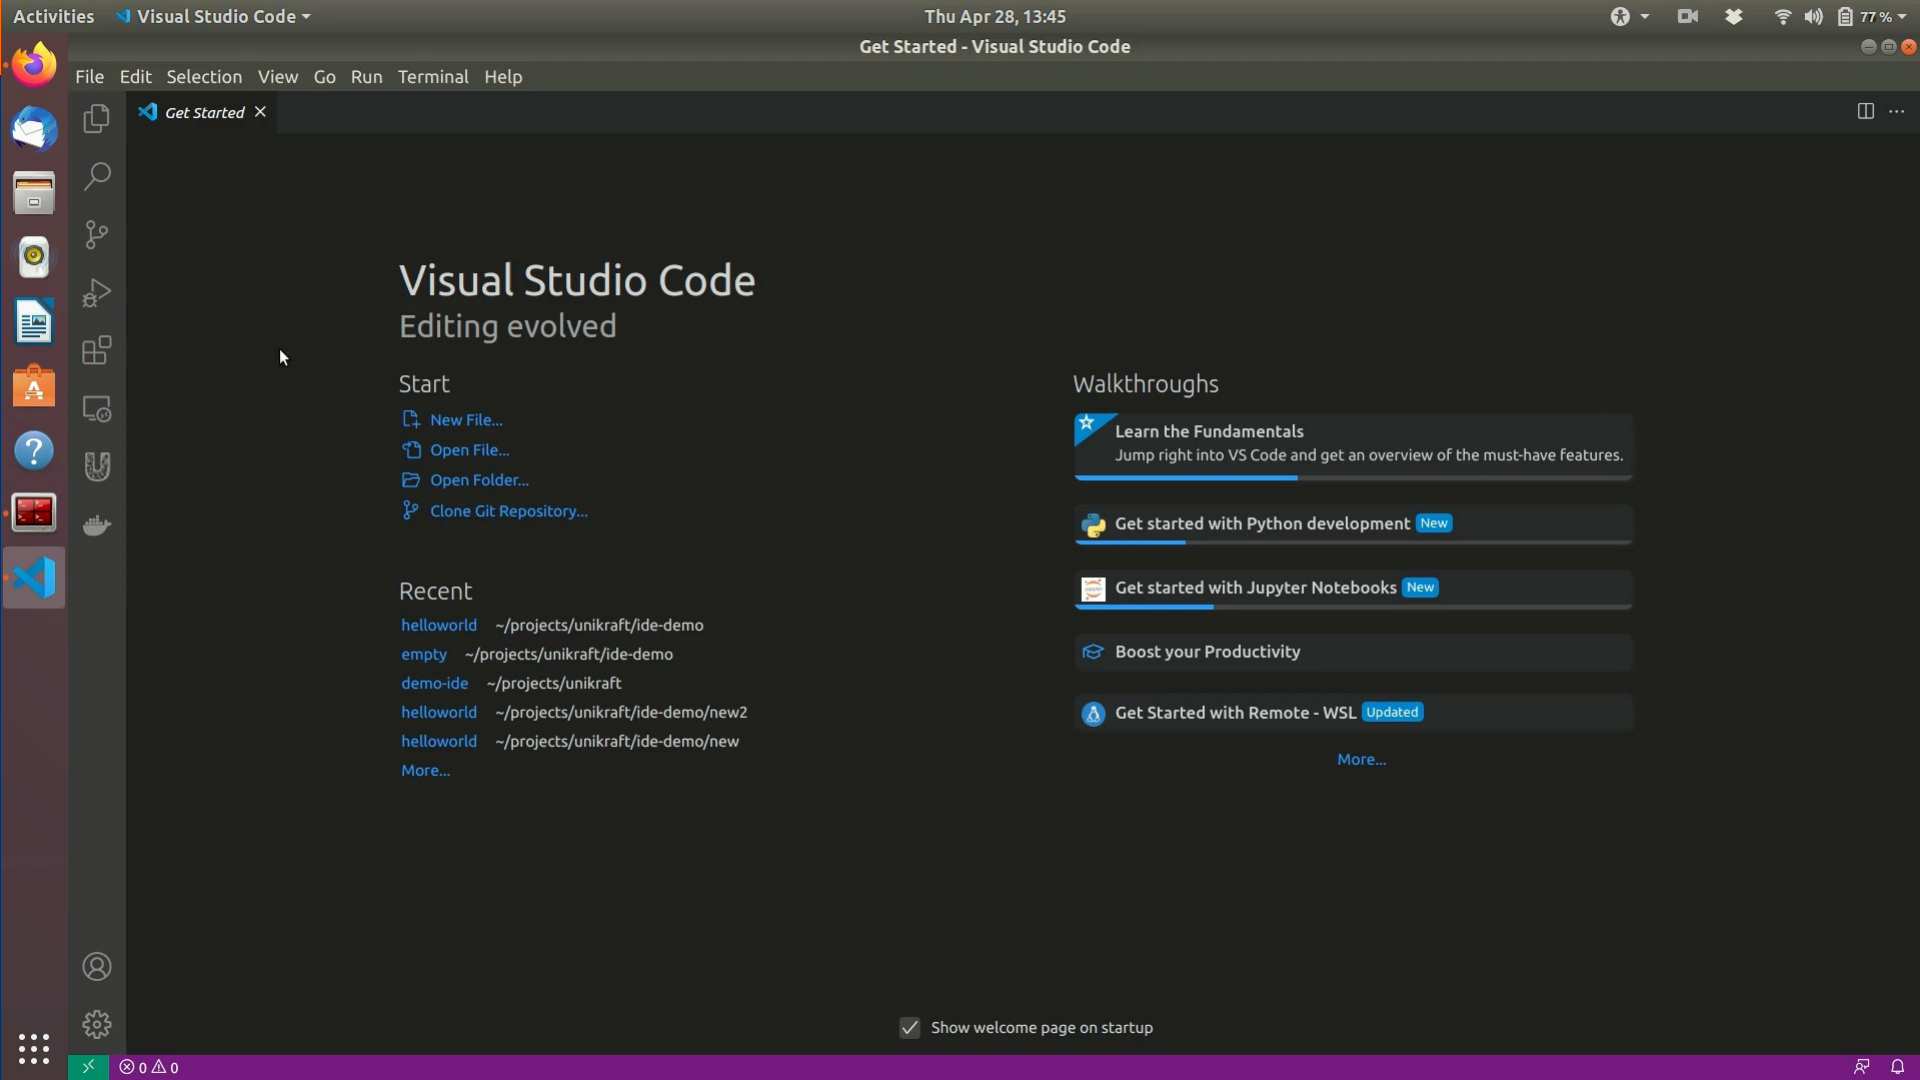 Activities Visual Studio Code Thu Apr 28, 13:45 77 %
Get Started - Visual Studio Code
File Edit Selection View Go Run Terminal Help
Get Started
Visual Studio Code
Editing evolved
Start
New File...
Open File...
Open Folder...
Clone Git Repository...
Recent
helloworld ~/projects/unikraft/ide-demo
empty ~/projects/unikraft/ide-demo
demo-ide ~/projects/unikraft
helloworld ~/projects/unikraft/ide-demo/new2
helloworld ~/projects/unikraft/ide-demo/new
More...
Walkthroughs
Learn the Fundamentals
Jump right into VS Code and get an overview of the must-have features.
Get started with Python development New
Get started with Jupyter Notebooks New
Boost your Productivity
Get Started with Remote - WSL Updated
More...
Show welcome page on startup
0 0